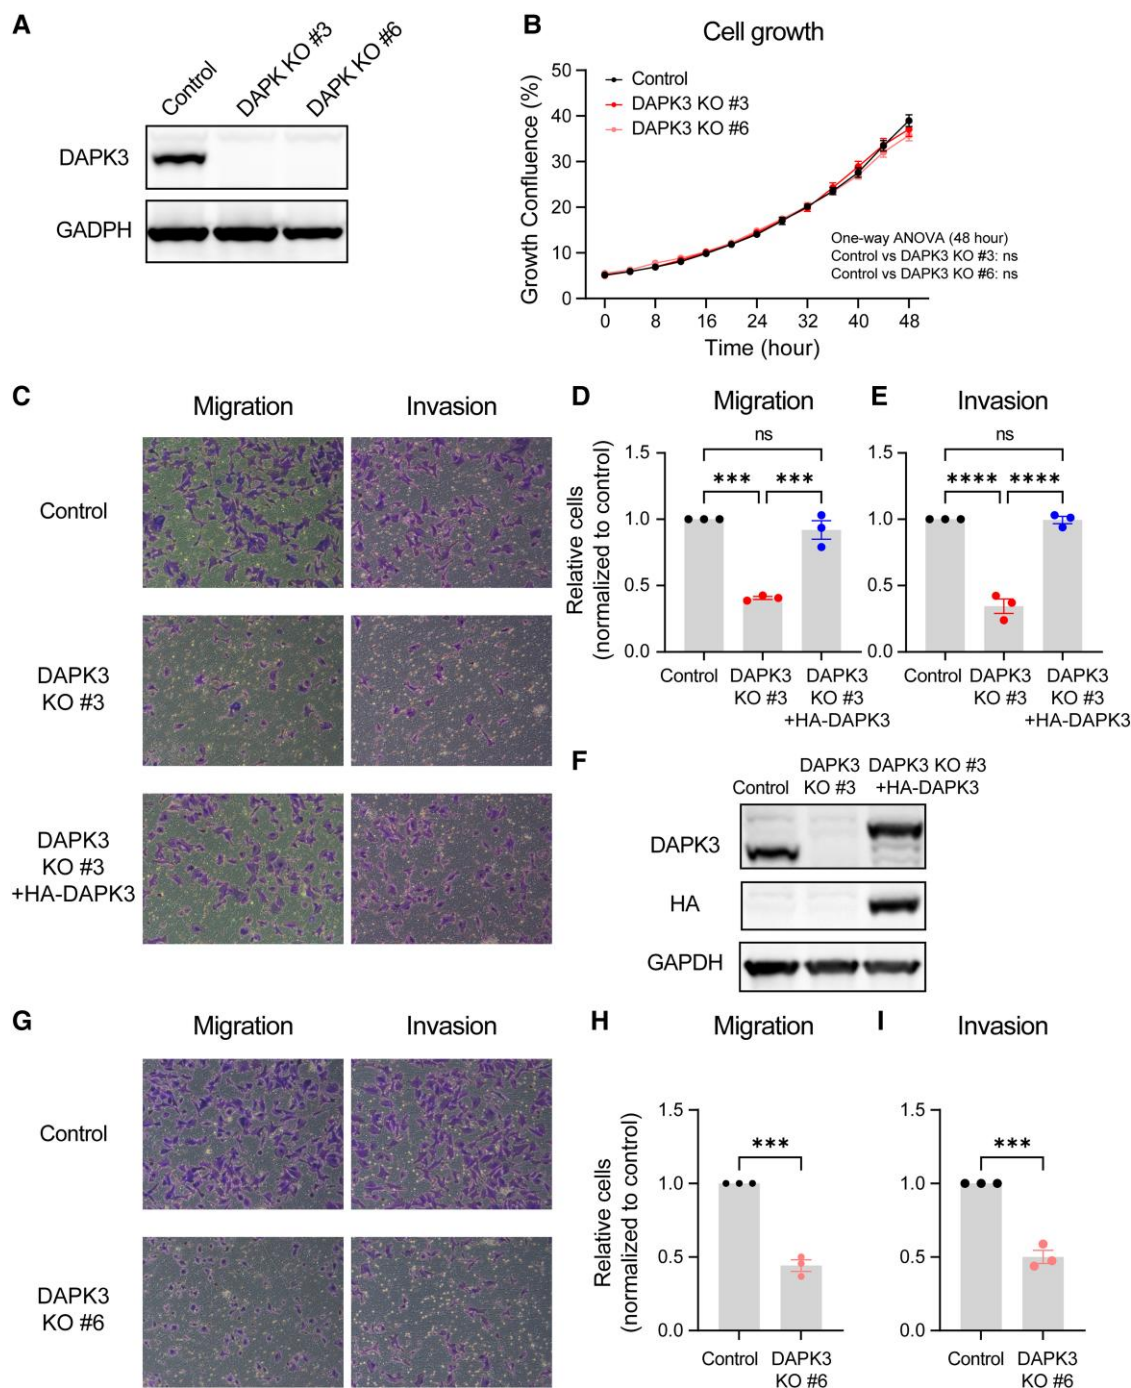 A
Control
DAPK KO #3
DAPK KO #6
DAPK3
GADPH
B
Cell growth
Growth Confluence (%)
50
40
30
20
10
0
Control
DAPK3 KO #3
DAPK3 KO #6
One-way ANOVA (48 hour)
Control vs DAPK3 KO #3: ns
Control vs DAPK3 KO #6: ns
0 8 16 24 32 40 48
Time (hour)
C
Migration
Invasion
Control
DAPK3
KO #3
DAPK3
KO #3
+HA-DAPK3
D
Migration
Relative cells
(normalized to control)
1.5
1.0
0.5
0.0
ns
*** ***
Control
DAPK3
KO #3
DAPK3
KO #3
+HA-DAPK3
E
Invasion
1.5
1.0
0.5
0.0
ns
**** ****
Control
DAPK3
KO #3
DAPK3
KO #3
+HA-DAPK3
F
Control
DAPK3
KO #3
DAPK3 KO #3
+HA-DAPK3
DAPK3
HA
GAPDH
G
Migration
Invasion
Control
DAPK3
KO #6
H
Migration
Relative cells
(normalized to control)
1.5
1.0
0.5
0.0
***
Control
DAPK3
KO #6
I
Invasion
1.5
1.0
0.5
0.0
***
Control
DAPK3
KO #6